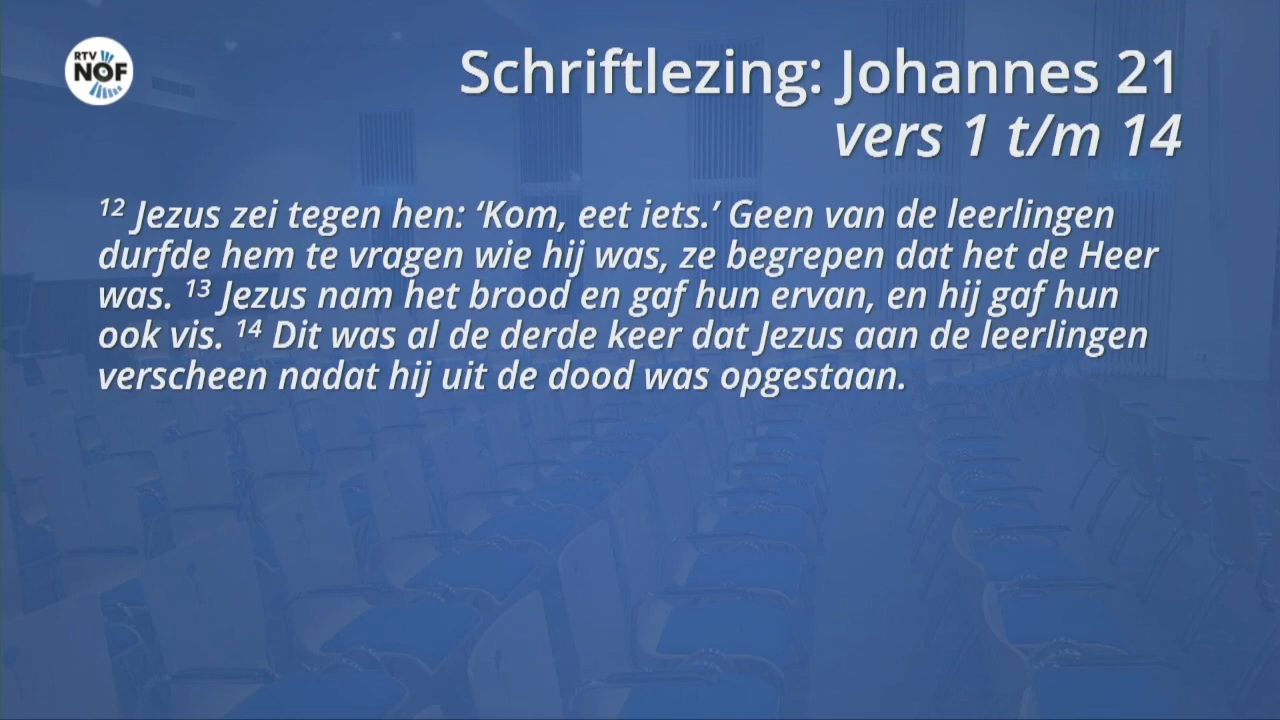 RTV
NOF
Schriftlezing: Johannes 21
vers 1 t/m 14
12 Jezus zei tegen hen: ‘Kom, eet iets.’ Geen van de leerlingen
durfde hem te vragen wie hij was, ze begrepen dat het de Heer
was. 13 Jezus nam het brood en gaf hun ervan, en hij gaf hun
ook vis. 14 Dit was al de derde keer dat Jezus aan de leerlingen
verscheen nadat hij uit de dood was opgestaan.